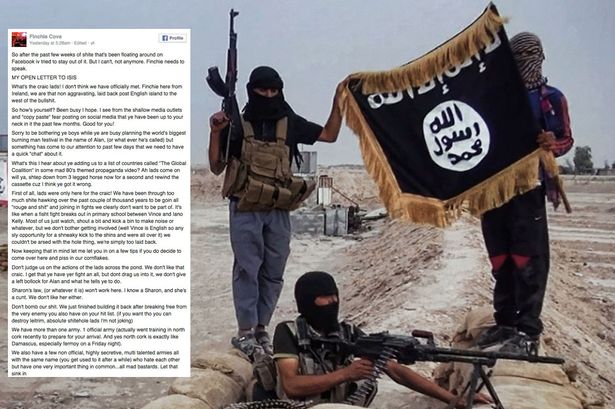 Finchie Cova
Yesterday at 5:28am · Edited ·
Profile
So after the past few weeks of shite that's been floating around on
Facebook iv tried to stay out of it. But I can't, not anymore. Finchie needs to
speak.
MY OPEN LETTER TO ISIS
What's the craic lads! I don't think we have officially met. Finchie here from
Ireland, we are that non aggravating, laid back post English island to the
west of the bullshit.
So how's yourself? Been busy I hope. I see from the shallow media outlets
and "copy paste" fear posting on social media that ye have been up to your
neck in it the past few months. Good for you!
Sorry to be bothering ye boys while ye are busy planning the world's biggest
burning man festival in the name of Alan, (or what ever he's called) but
something has come to our attention in past few days that we need to have
a quick "chat" about it.
What's this I hear about ye adding us to a list of countries called "The Global
Coalition" in some mad 80's themed propaganda video? Ah lads come on
will ya, shtep down from 3 legged horse now for a second and rewind the
cassette cuz I think ye got it wrong.
First of all, lads were only here for the craic! We have been through too
much shite hawking over the past couple of thousand years to be goin all
"rouge and shit" and joining in fights we clearly don't want to be part of. It's
like when a fisht fight breaks out in primary school between Vince and Iano
Kelly. Most of us just watch, shout a bit and kick a bin to make noise or
whatever, but we don't bother getting involved (well Vince is English so any
sly opportunity for a shneaky kick to the shins and were all over it) we
couldn't be arsed with the hole thing, we're simply too laid back.
Now keeping that in mind let me let you in on a few tips if you do decide to
come over here and piss in our cornflakes.
Don't judge us on the actions of the lads across the pond. We don't like that
craic. I get that ye have yer fight an all, but dont drag us into it, we don't give
a left bollock for Alan and what he tells ye to do.
Sharon's law, (or whatever it is) won't work here. I know a Sharon, and she's
a cunt. We don't like her either.
Don't bomb our shit. We just finished building it back after breaking free from
the very enemy you also have on your hit list. (if you want tho you can
destroy leitrim, absolute shitehole lads I'm not joking)
We have more than one army. 1 official army (actually went training in north
cork recently to prepare for your arrival. And yes north cork is exactly like
Damascus, especially fermoy on a Friday night).
We also have a few non official, highly secretive, multi talented armies all
with the same name (you get used to it after a while) who hate each other
but have one very important thing in common...all mad bastards. Let that
sink in.
لا إله إلا الله
الله
رسول
محمد